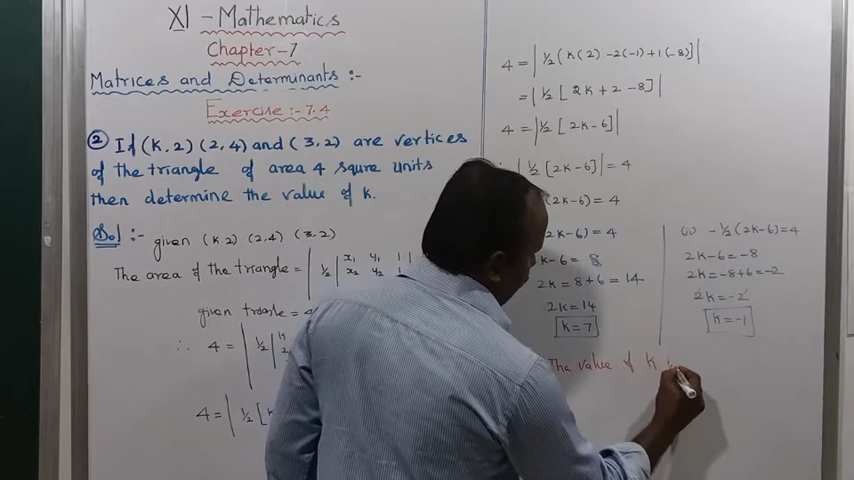 XI - Mathematics
Chapter-7
Matrices and Determinants :-
Exercise :- 7.4
② If (K,2) (2,4) and (3,2) are vertices
of the triangle of area 4 squre units
then determine the value of k.
Sol :- given (k,2) (2,4) (3,2)
The area of the triangle = | 1/2 | x₁ y₁ 1
x₂ y₂ 1
given triangle = 4
∴ 4 = | 1/2 | k
2
4 = | 1/2 [k
4 = | 1/2 (k(2) -2(-1) +1(-8)] |
= | 1/2 [ 2k + 2 -8] |
4 = | 1/2 [ 2k-6] |
| 1/2 [2k-6] | = 4
(2k-6) = 4
2k-6) = 4
k-6 = 8
2k = 8+6 = 14
2k = 14
k = 7
-1/2 (2k-6) = 4
2k-6 = -8
2k = -8+6 = -2
2k = -2
k = -1
The value of k